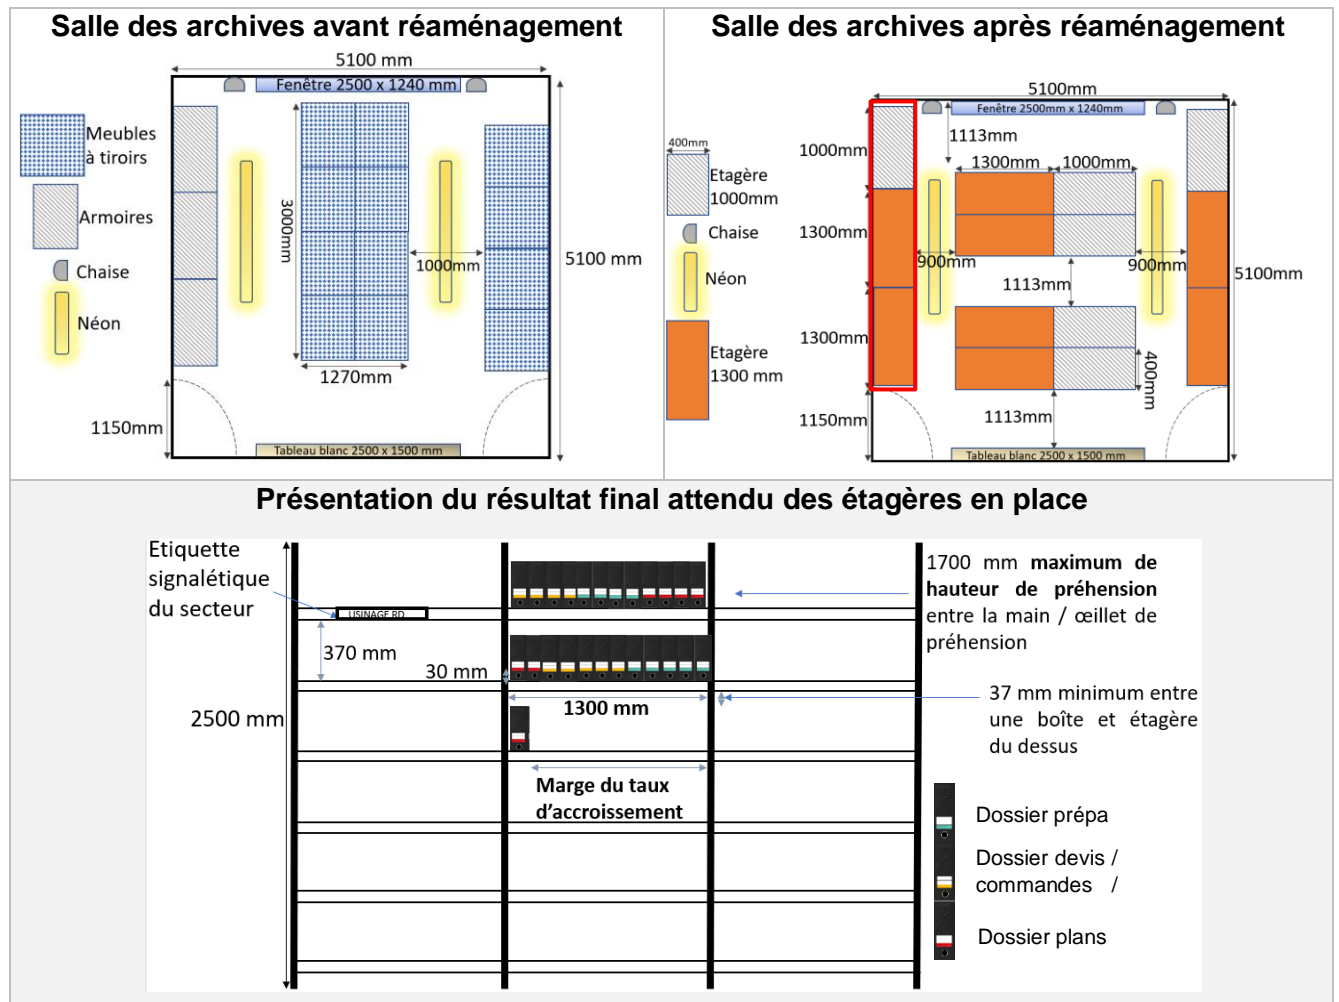 Salle des archives avant réaménagement
5100 mm
Fenêtre 2500 x 1240 mm
Meubles
à tiroirs
Armoires
Chaise
Néon
3000mm
1000mm
5100 mm
1270mm
1150mm
Tableau blanc 2500 x 1500 mm
Salle des archives après réaménagement
5100mm
Fenêtre 2500mm x 1240mm
1113mm
400mm
1000mm
1300mm
1000mm
Etagère
1000mm
Chaise
1300mm
900mm
900mm
Néon
5100mm
1113mm
1300mm
Etagère
1300 mm
400mm
1150mm
1113mm
Tableau blanc 2500 x 1500 mm
Présentation du résultat final attendu des étagères en place
Etiquette
signalétique
du secteur
USINAGE RD
370 mm
30 mm
2500 mm
1300 mm
Marge du taux
d'accroissement
1700 mm maximum de
hauteur de préhension
entre la main / œillet de
préhension
37 mm minimum entre
une boîte et étagère
du dessus
Dossier prépa
Dossier devis /
commandes /
Dossier plans